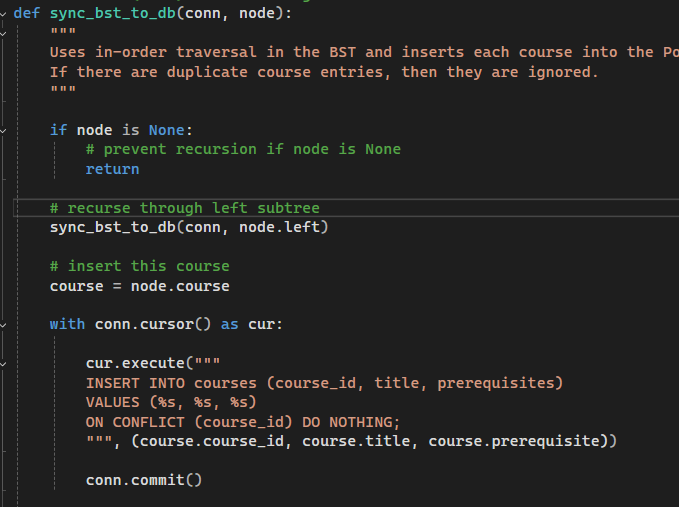 def sync_bst_to_db(conn, node):
"""
Uses in-order traversal in the BST and inserts each course into the Po
If there are duplicate course entries, then they are ignored.
"""
if node is None:
# prevent recursion if node is None
return
# recurse through left subtree
sync_bst_to_db(conn, node.left)
# insert this course
course = node.course
with conn.cursor() as cur:
cur.execute("""
INSERT INTO courses (course_id, title, prerequisites)
VALUES (%s, %s, %s)
ON CONFLICT (course_id) DO NOTHING;
""", (course.course_id, course.title, course.prerequisite))
conn.commit()